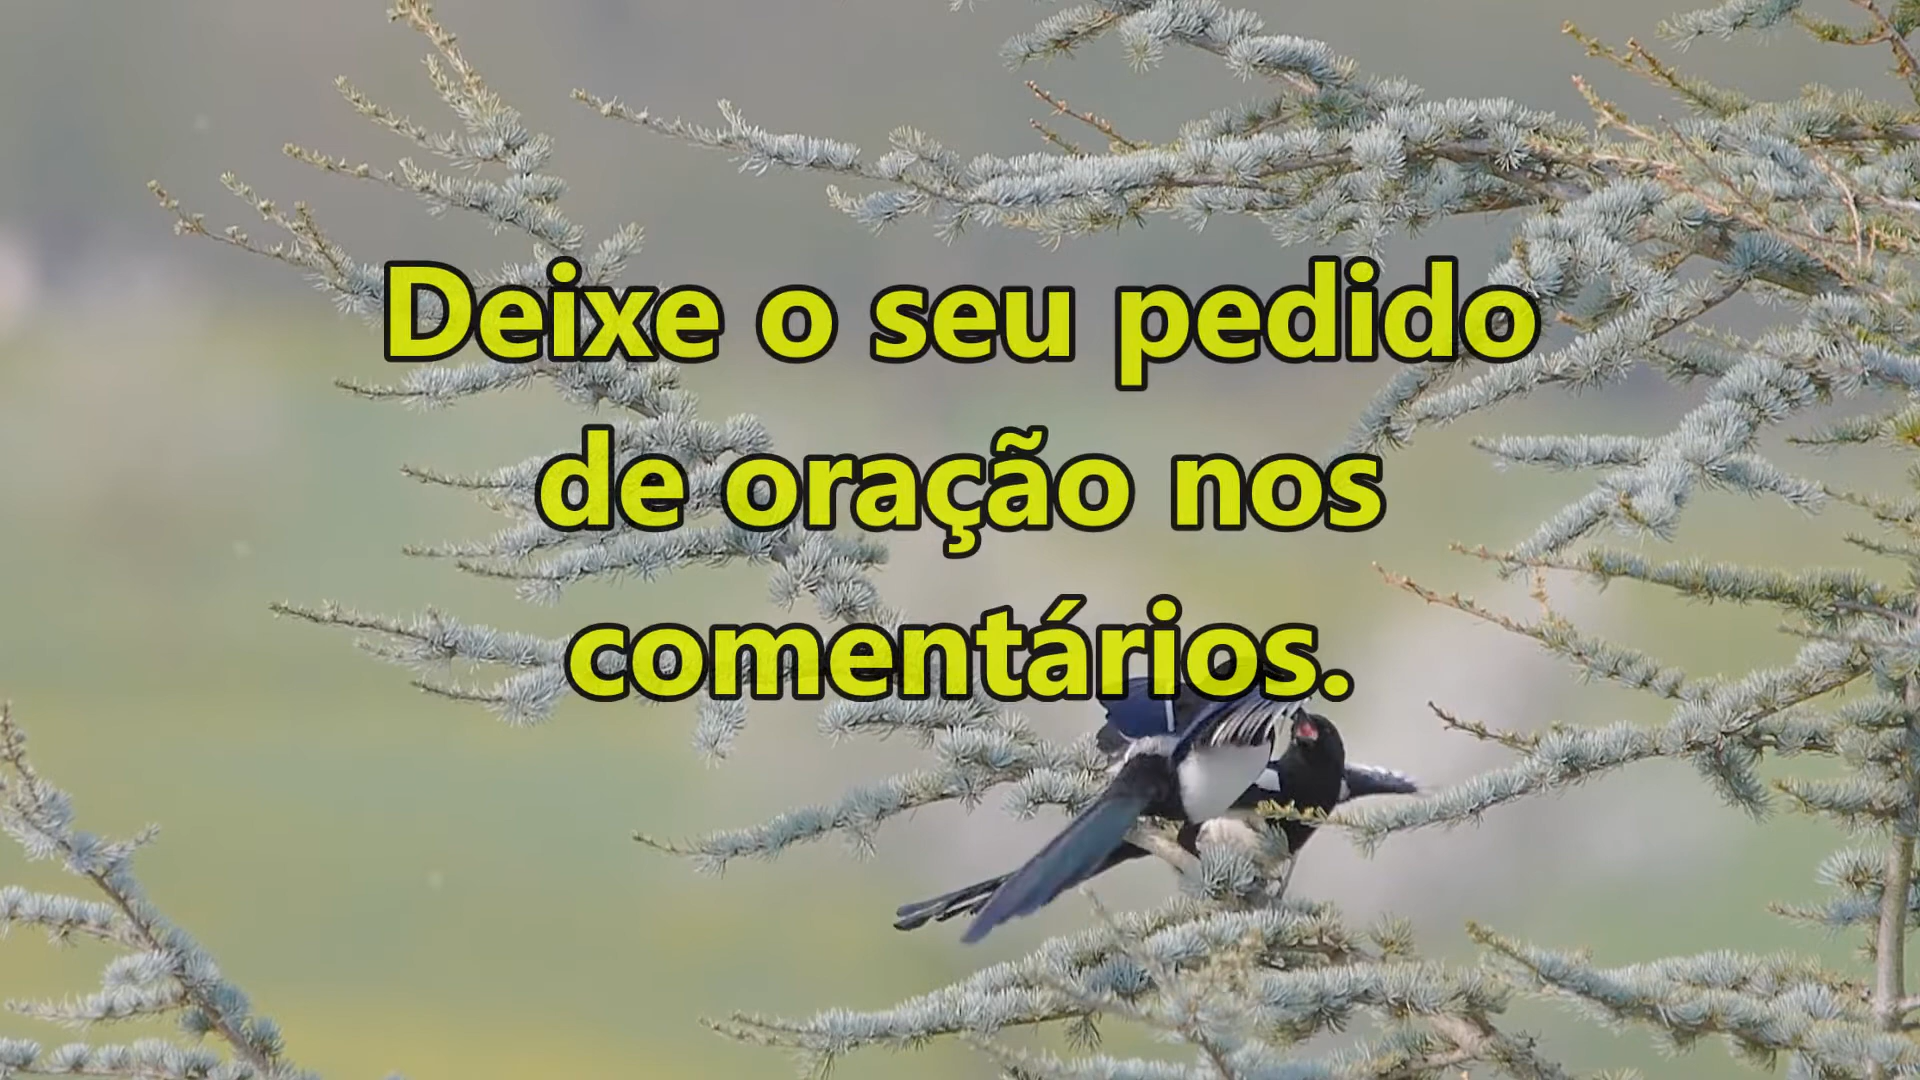 Deixe o seu pedido
de oração nos
comentários.